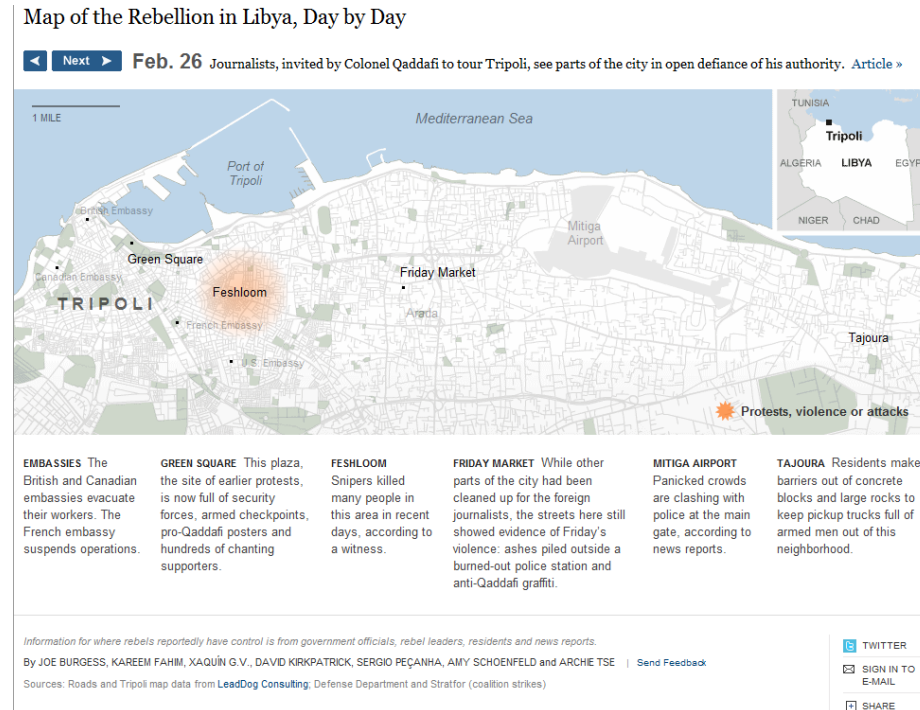 Map of the Rebellion in Libya, Day by Day
Next
Feb. 26 Journalists, invited by Colonel Qaddafi to tour Tripoli, see parts of the city in open defiance of his authority. Article »
1 MILE
Mediterranean Sea
Port of
Tripoli
British Embassy
Green Square
Canadian Embassy
TRIPOLI
Feshloom
French Embassy
U.S. Embassy
Friday Market
Arada
Mitiga
Airport
Tajoura
Protests, violence or attacks
TUNISIA
Tripoli
ALGERIA
LIBYA
EGYP
NIGER
CHAD
EMBASSIES The
British and Canadian
embassies evacuate
their workers. The
French embassy
suspends operations.
GREEN SQUARE This plaza,
the site of earlier protests,
is now full of security
forces, armed checkpoints,
pro-Qaddafi posters and
hundreds of chanting
supporters.
FESHLOOM
Snipers killed
many people in
this area in recent
days, according to
a witness.
FRIDAY MARKET While other
parts of the city had been
cleaned up for the foreign
journalists, the streets here still
showed evidence of Friday's
violence: ashes piled outside a
burned-out police station and
anti-Qaddafi graffiti.
MITIGA AIRPORT
Panicked crowds
are clashing with
police at the main
gate, according to
news reports.
TAJOURA Residents make
barriers out of concrete
blocks and large rocks to
keep pickup trucks full of
armed men out of this
neighborhood.
Information for where rebels reportedly have control is from government officials, rebel leaders, residents and news reports.
By JOE BURGESS, KAREEM FAHIM, XAQUÍN G.V., DAVID KIRKPATRICK, SERGIO PEÇANHA, AMY SCHOENFELD and ARCHIE TSE | Send Feedback
Sources: Roads and Tripoli map data from LeadDog Consulting; Defense Department and Stratfor (coalition strikes)
TWITTER
SIGN IN TO
E-MAIL
SHARE